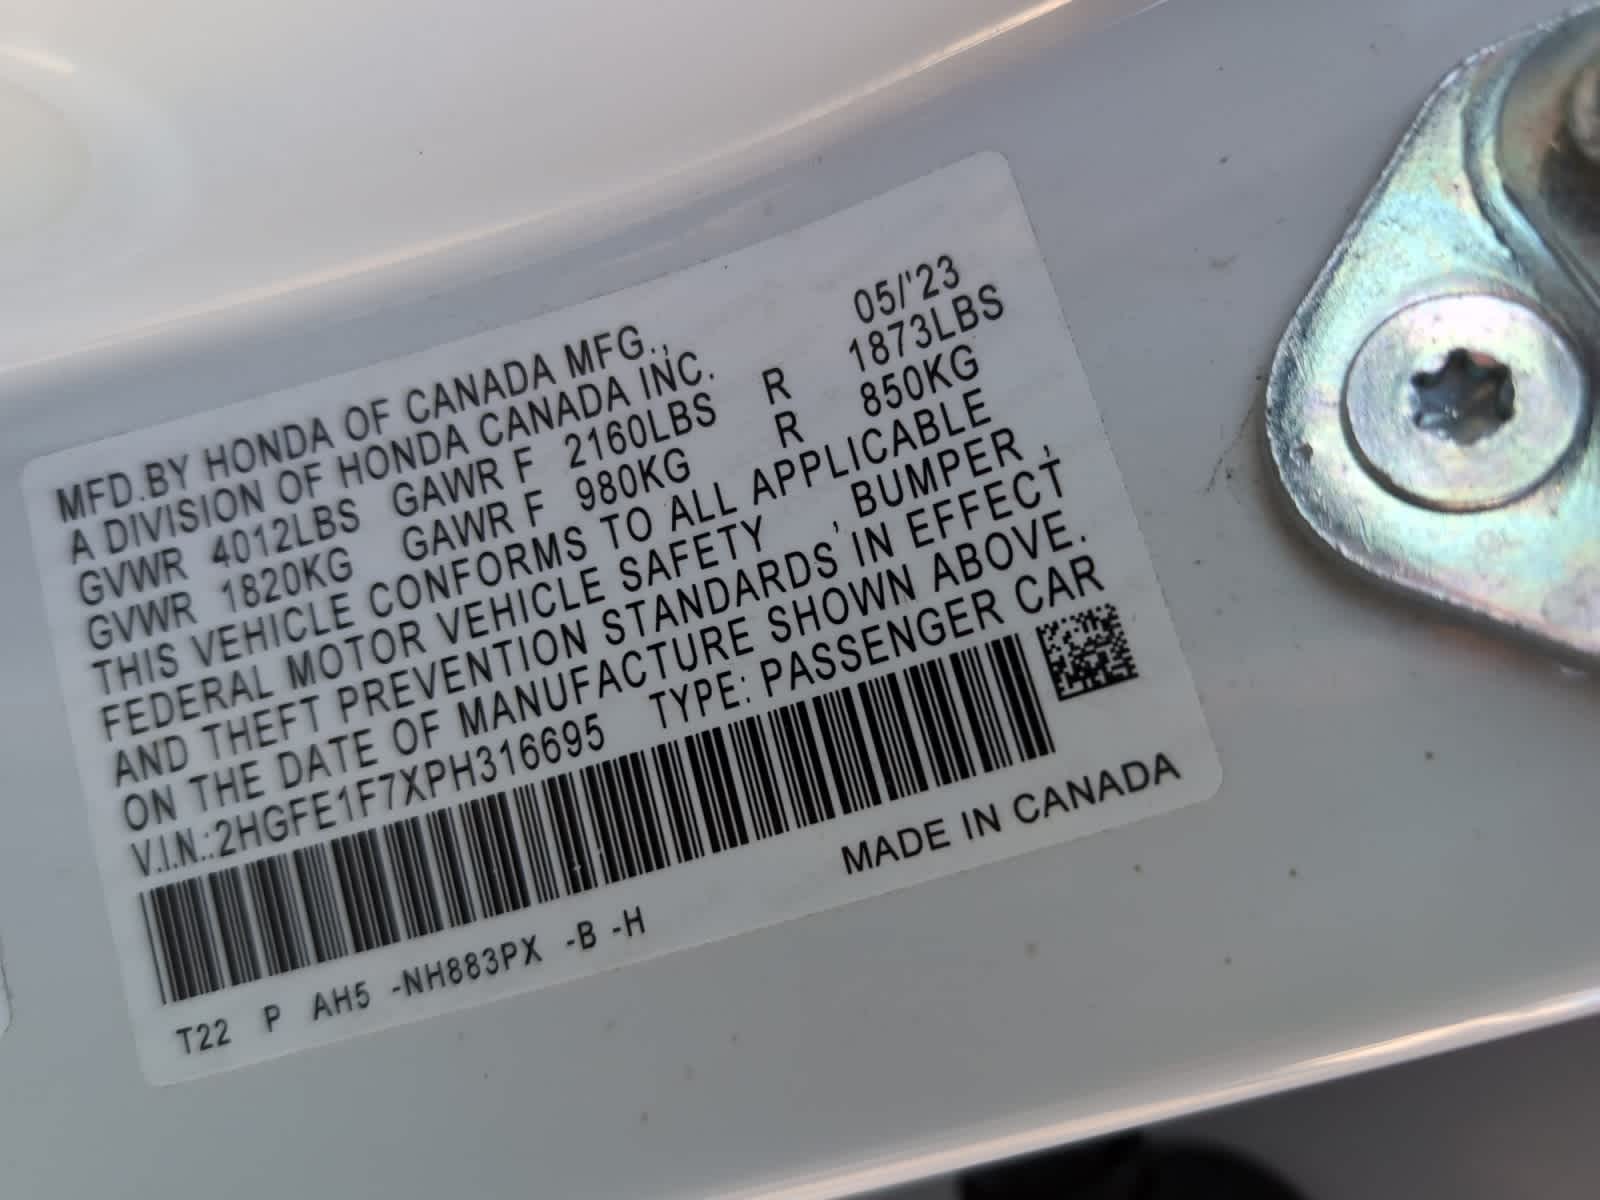 MFD.BY HONDA OF CANADA MFG., 05/'23
A DIVISION OF HONDA CANADA INC.
GVWR 4012LBS GAWR F 2160LBS R 1873LBS
GVWR 1820KG GAWR F 980KG R 850KG
THIS VEHICLE CONFORMS TO ALL APPLICABLE
FEDERAL MOTOR VEHICLE SAFETY , BUMPER ,
AND THEFT PREVENTION STANDARDS IN EFFECT
ON THE DATE OF MANUFACTURE SHOWN ABOVE.
V.I.N.:2HGFE1F7XPH316695 TYPE: PASSENGER CAR
MADE IN CANADA
T22 P AH5 -NH883PX -B -H